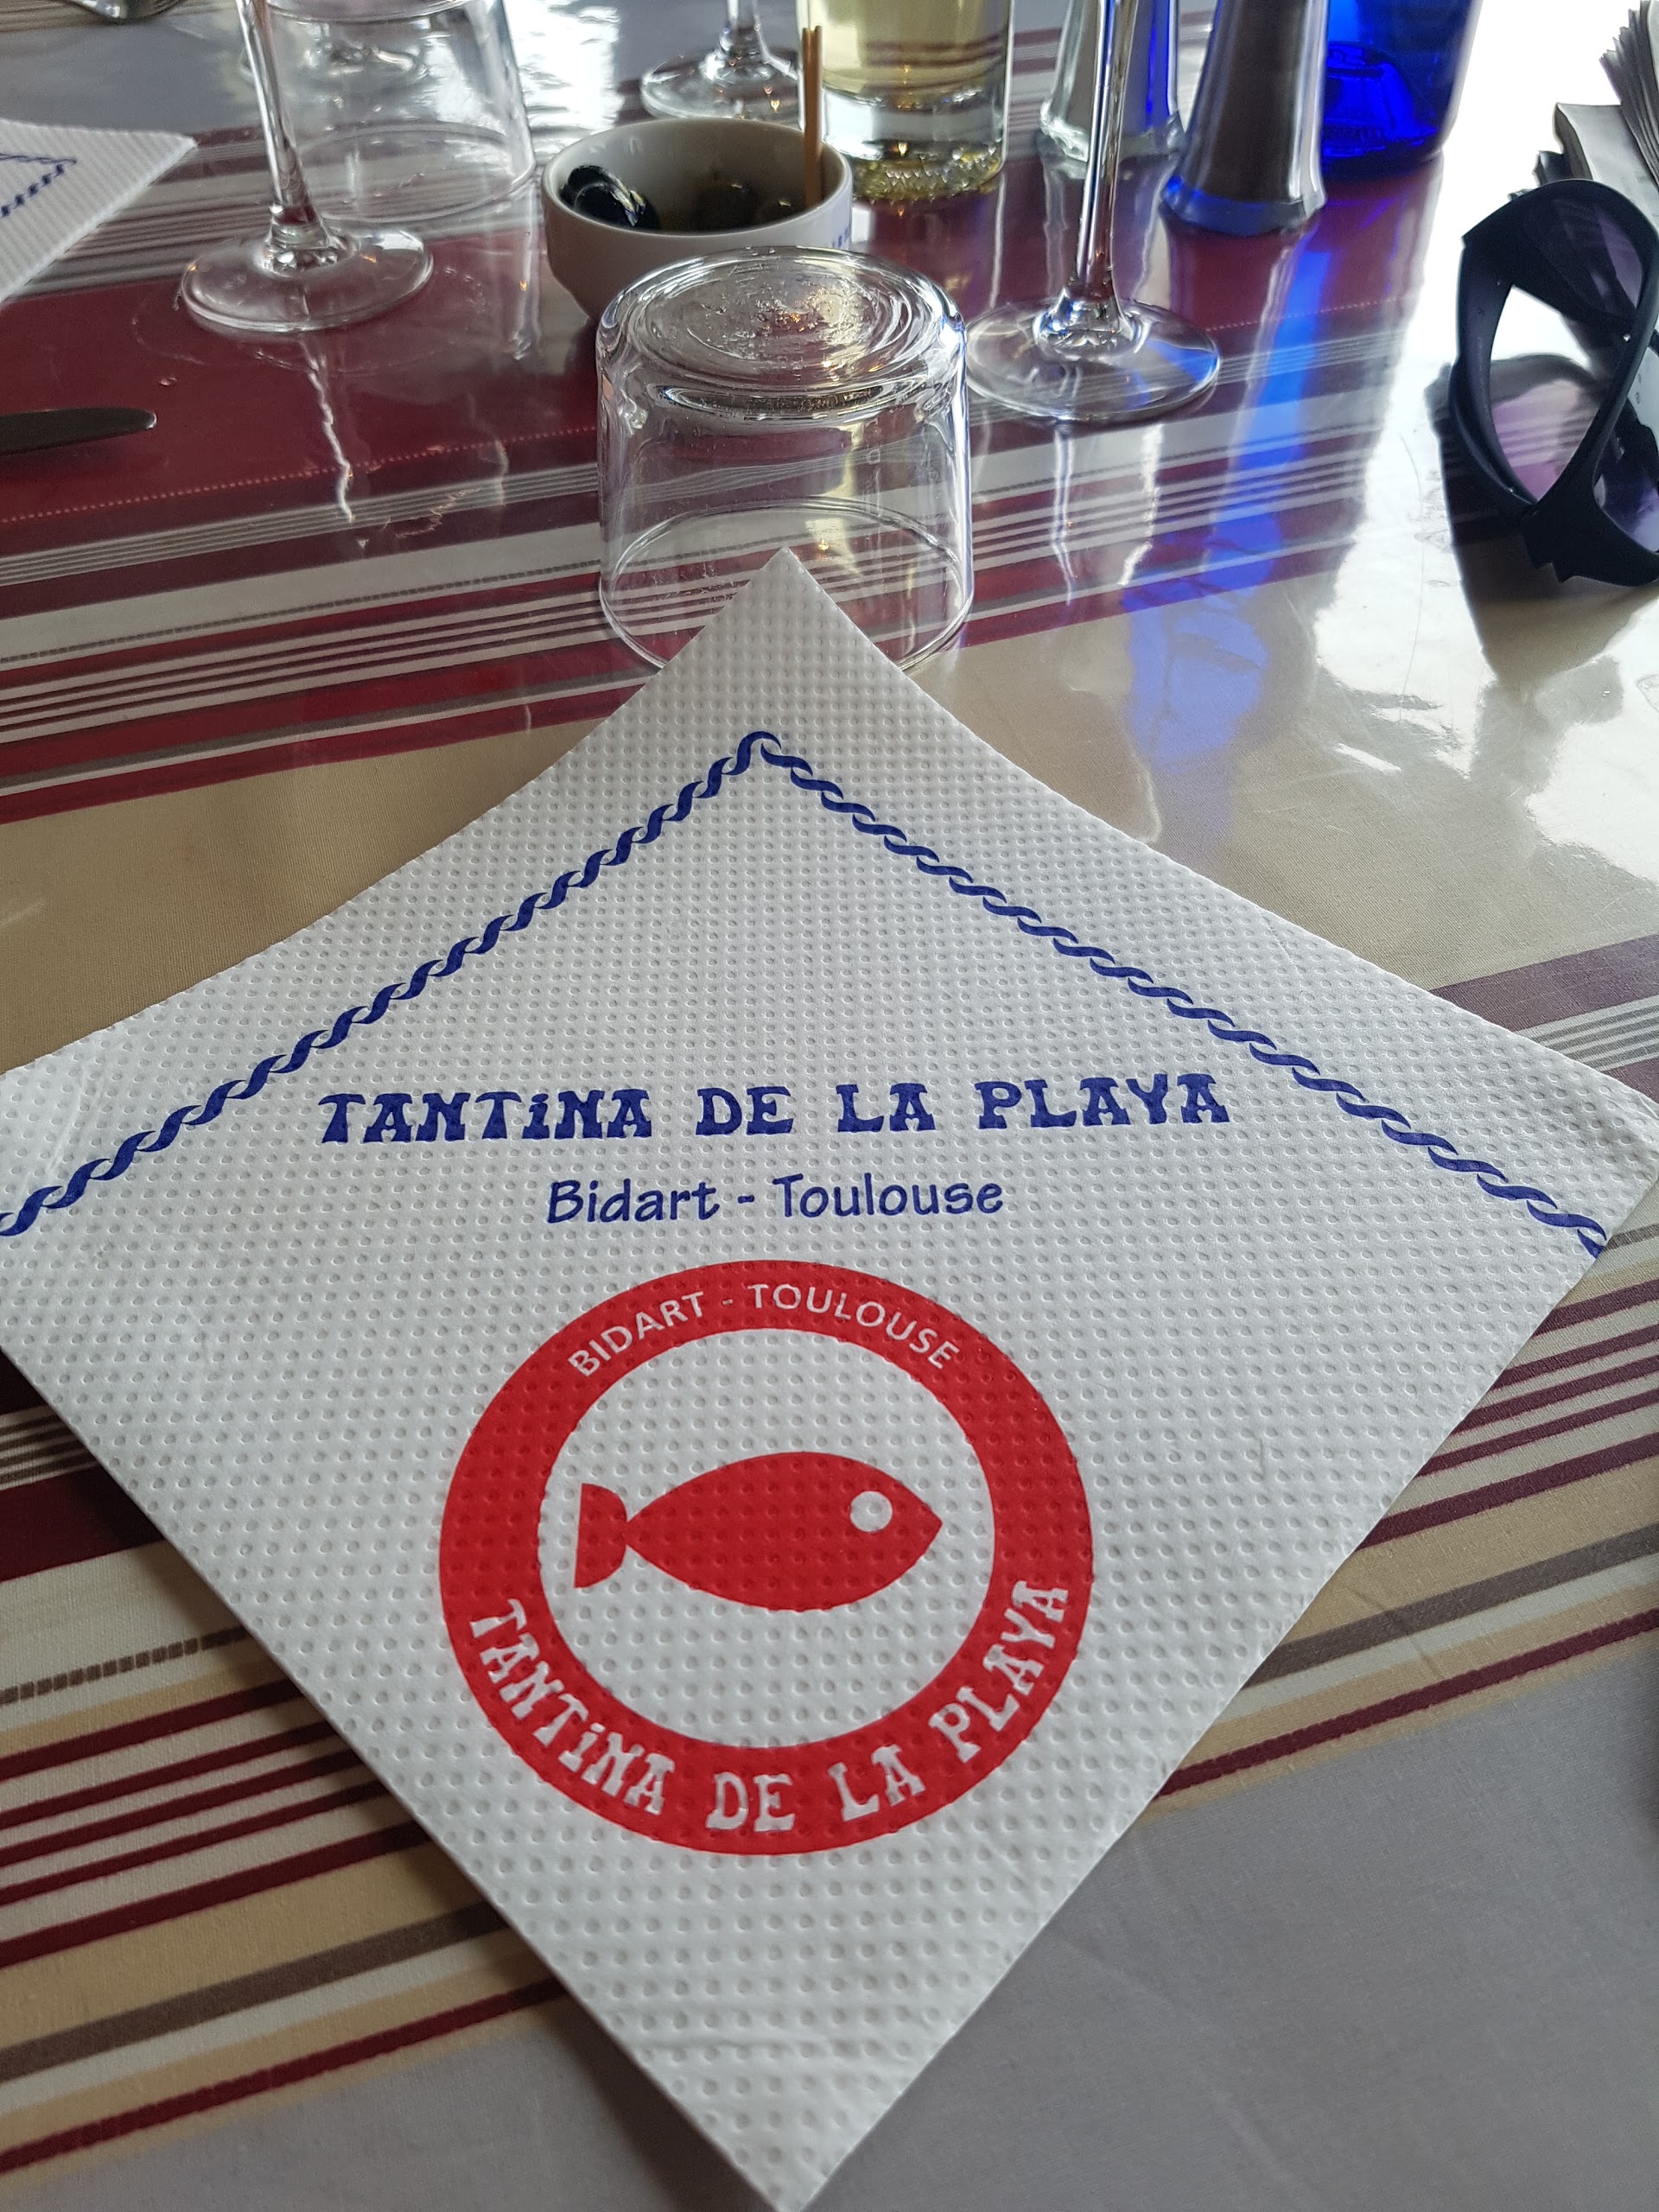 TANTiNA DE LA PLAYA
Bidart - Toulouse
BIDART - TOULOUSE
TANTiNA DE LA PLAYA